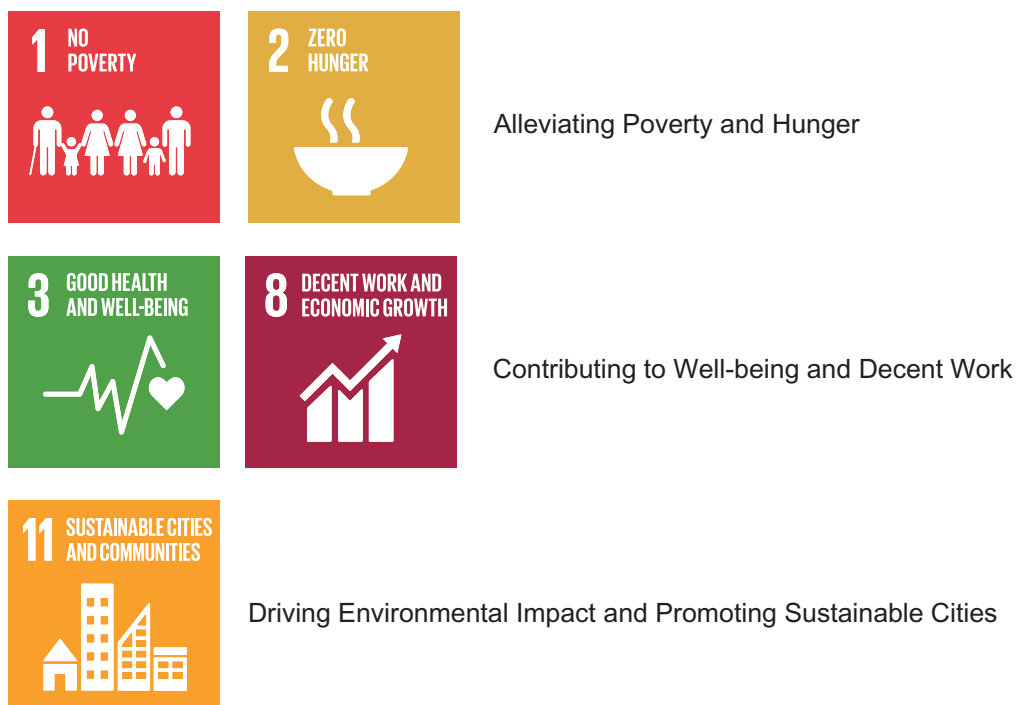 1 NO
POVERTY
2 ZERO
HUNGER
Alleviating Poverty and Hunger
3 GOOD HEALTH
AND WELL-BEING
8 DECENT WORK AND
ECONOMIC GROWTH
Contributing to Well-being and Decent Work
11 SUSTAINABLE CITIES
AND COMMUNITIES
Driving Environmental Impact and Promoting Sustainable Cities